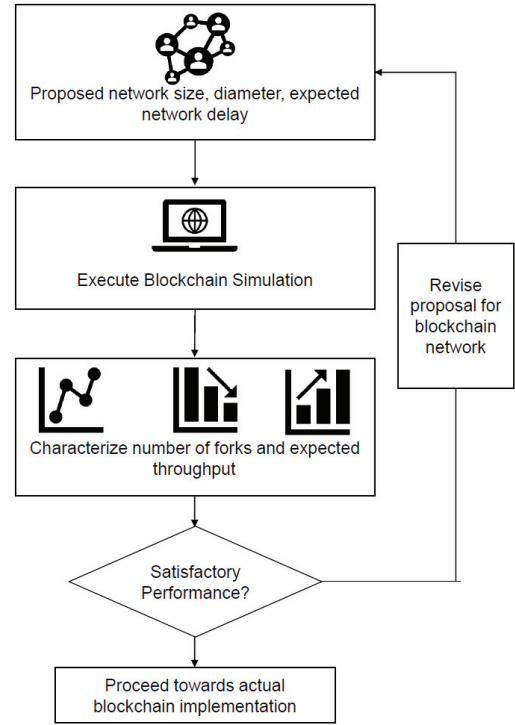 Proposed network size, diameter, expected
network delay
Execute Blockchain Simulation
Characterize number of forks and expected
throughput
Satisfactory
Performance?
Revise
proposal for
blockchain
network
Proceed towards actual
blockchain implementation